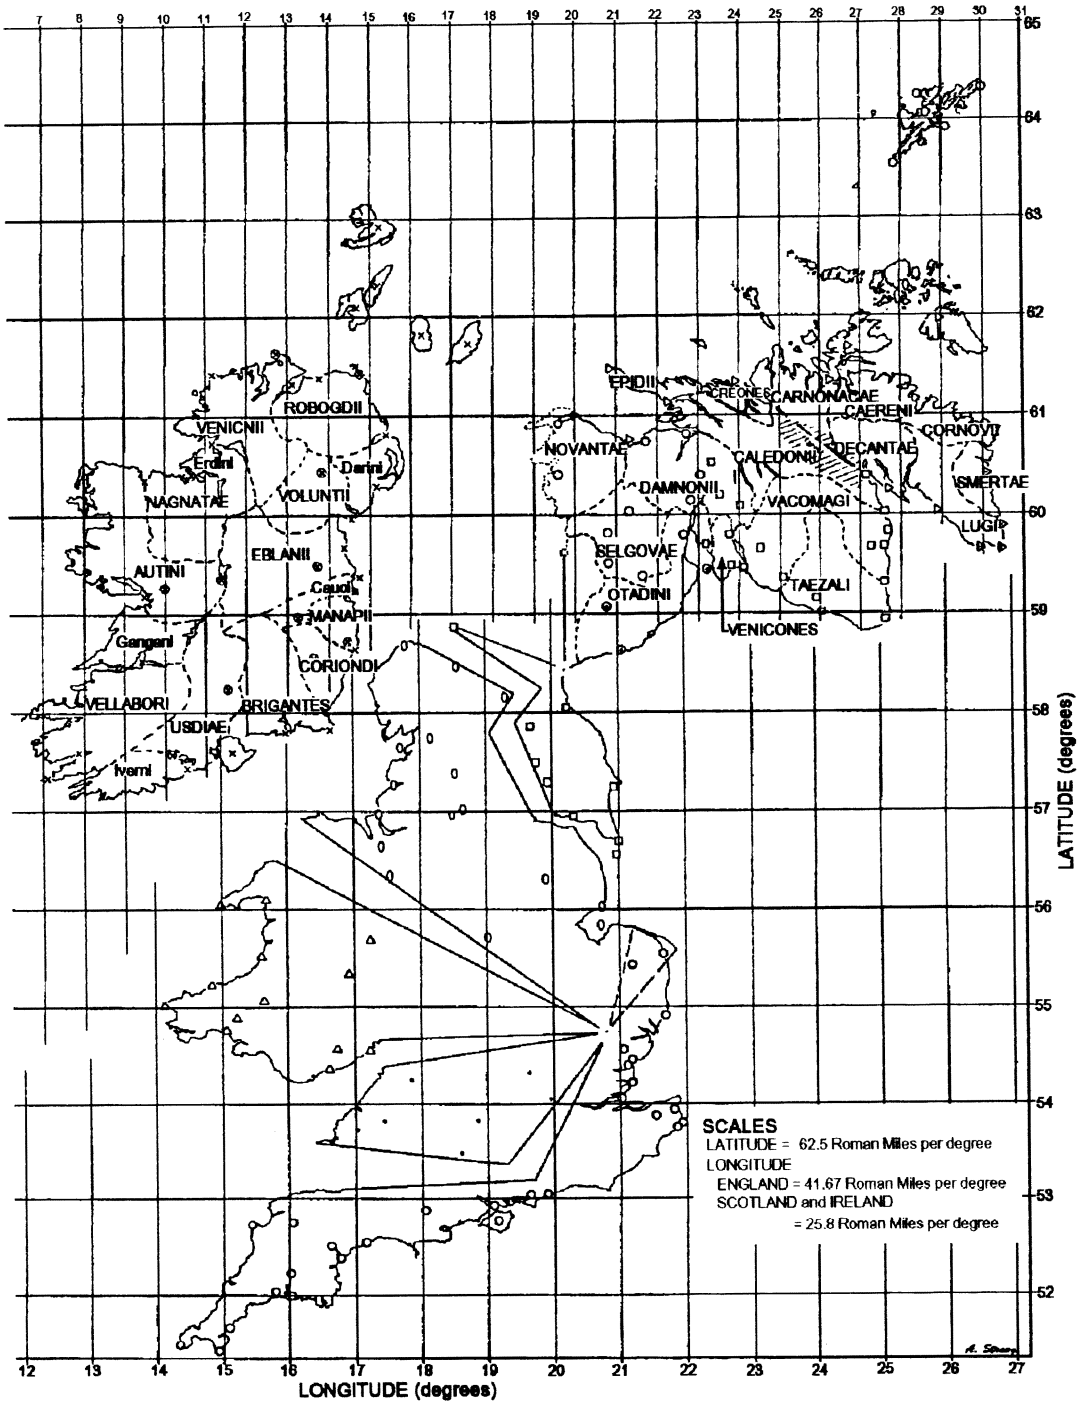 7 8 9 10 11 12 13 14 15 16 17 18 19 20 21 22 23 24 25 26 27 28 29 30 31
65
64
63
62
EPIDII
CREONES
CARNONACAE
ROBOGDII
CAERENII
61
VENICNII
CORNOVII
NOVANTAE
DECANTAE
Erdini
Darini
CALEDONII
SMERTAE
NAGNATAE
VOLUNTII
DAMNONII
VACOMAGI
60
LUGI
EBLANII
SELGOVAE
AUTINI
Cauci
TAEZALI
OTADINI
MANAPII
59
VENICONES
Gangani
CORIONDI
VELLABORI
BRIGANTES
58
USDIAE
Iverni
57
LATITUDE (degrees)
56
55
54
SCALES
LATITUDE = 62.5 Roman Miles per degree
LONGITUDE
ENGLAND = 41.67 Roman Miles per degree
53
SCOTLAND and IRELAND
= 25.8 Roman Miles per degree
52
A. Strang
12 13 14 15 16 17 18 19 20 21 22 23 24 25 26 27
LONGITUDE (degrees)